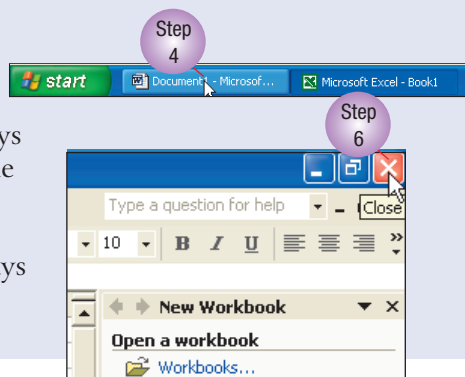 Step
4
start Document1 - Microsof... Microsoft Excel - Book1
Step
6
Type a question for help
Close
10 B I U
New Workbook
Open a workbook
Workbooks...